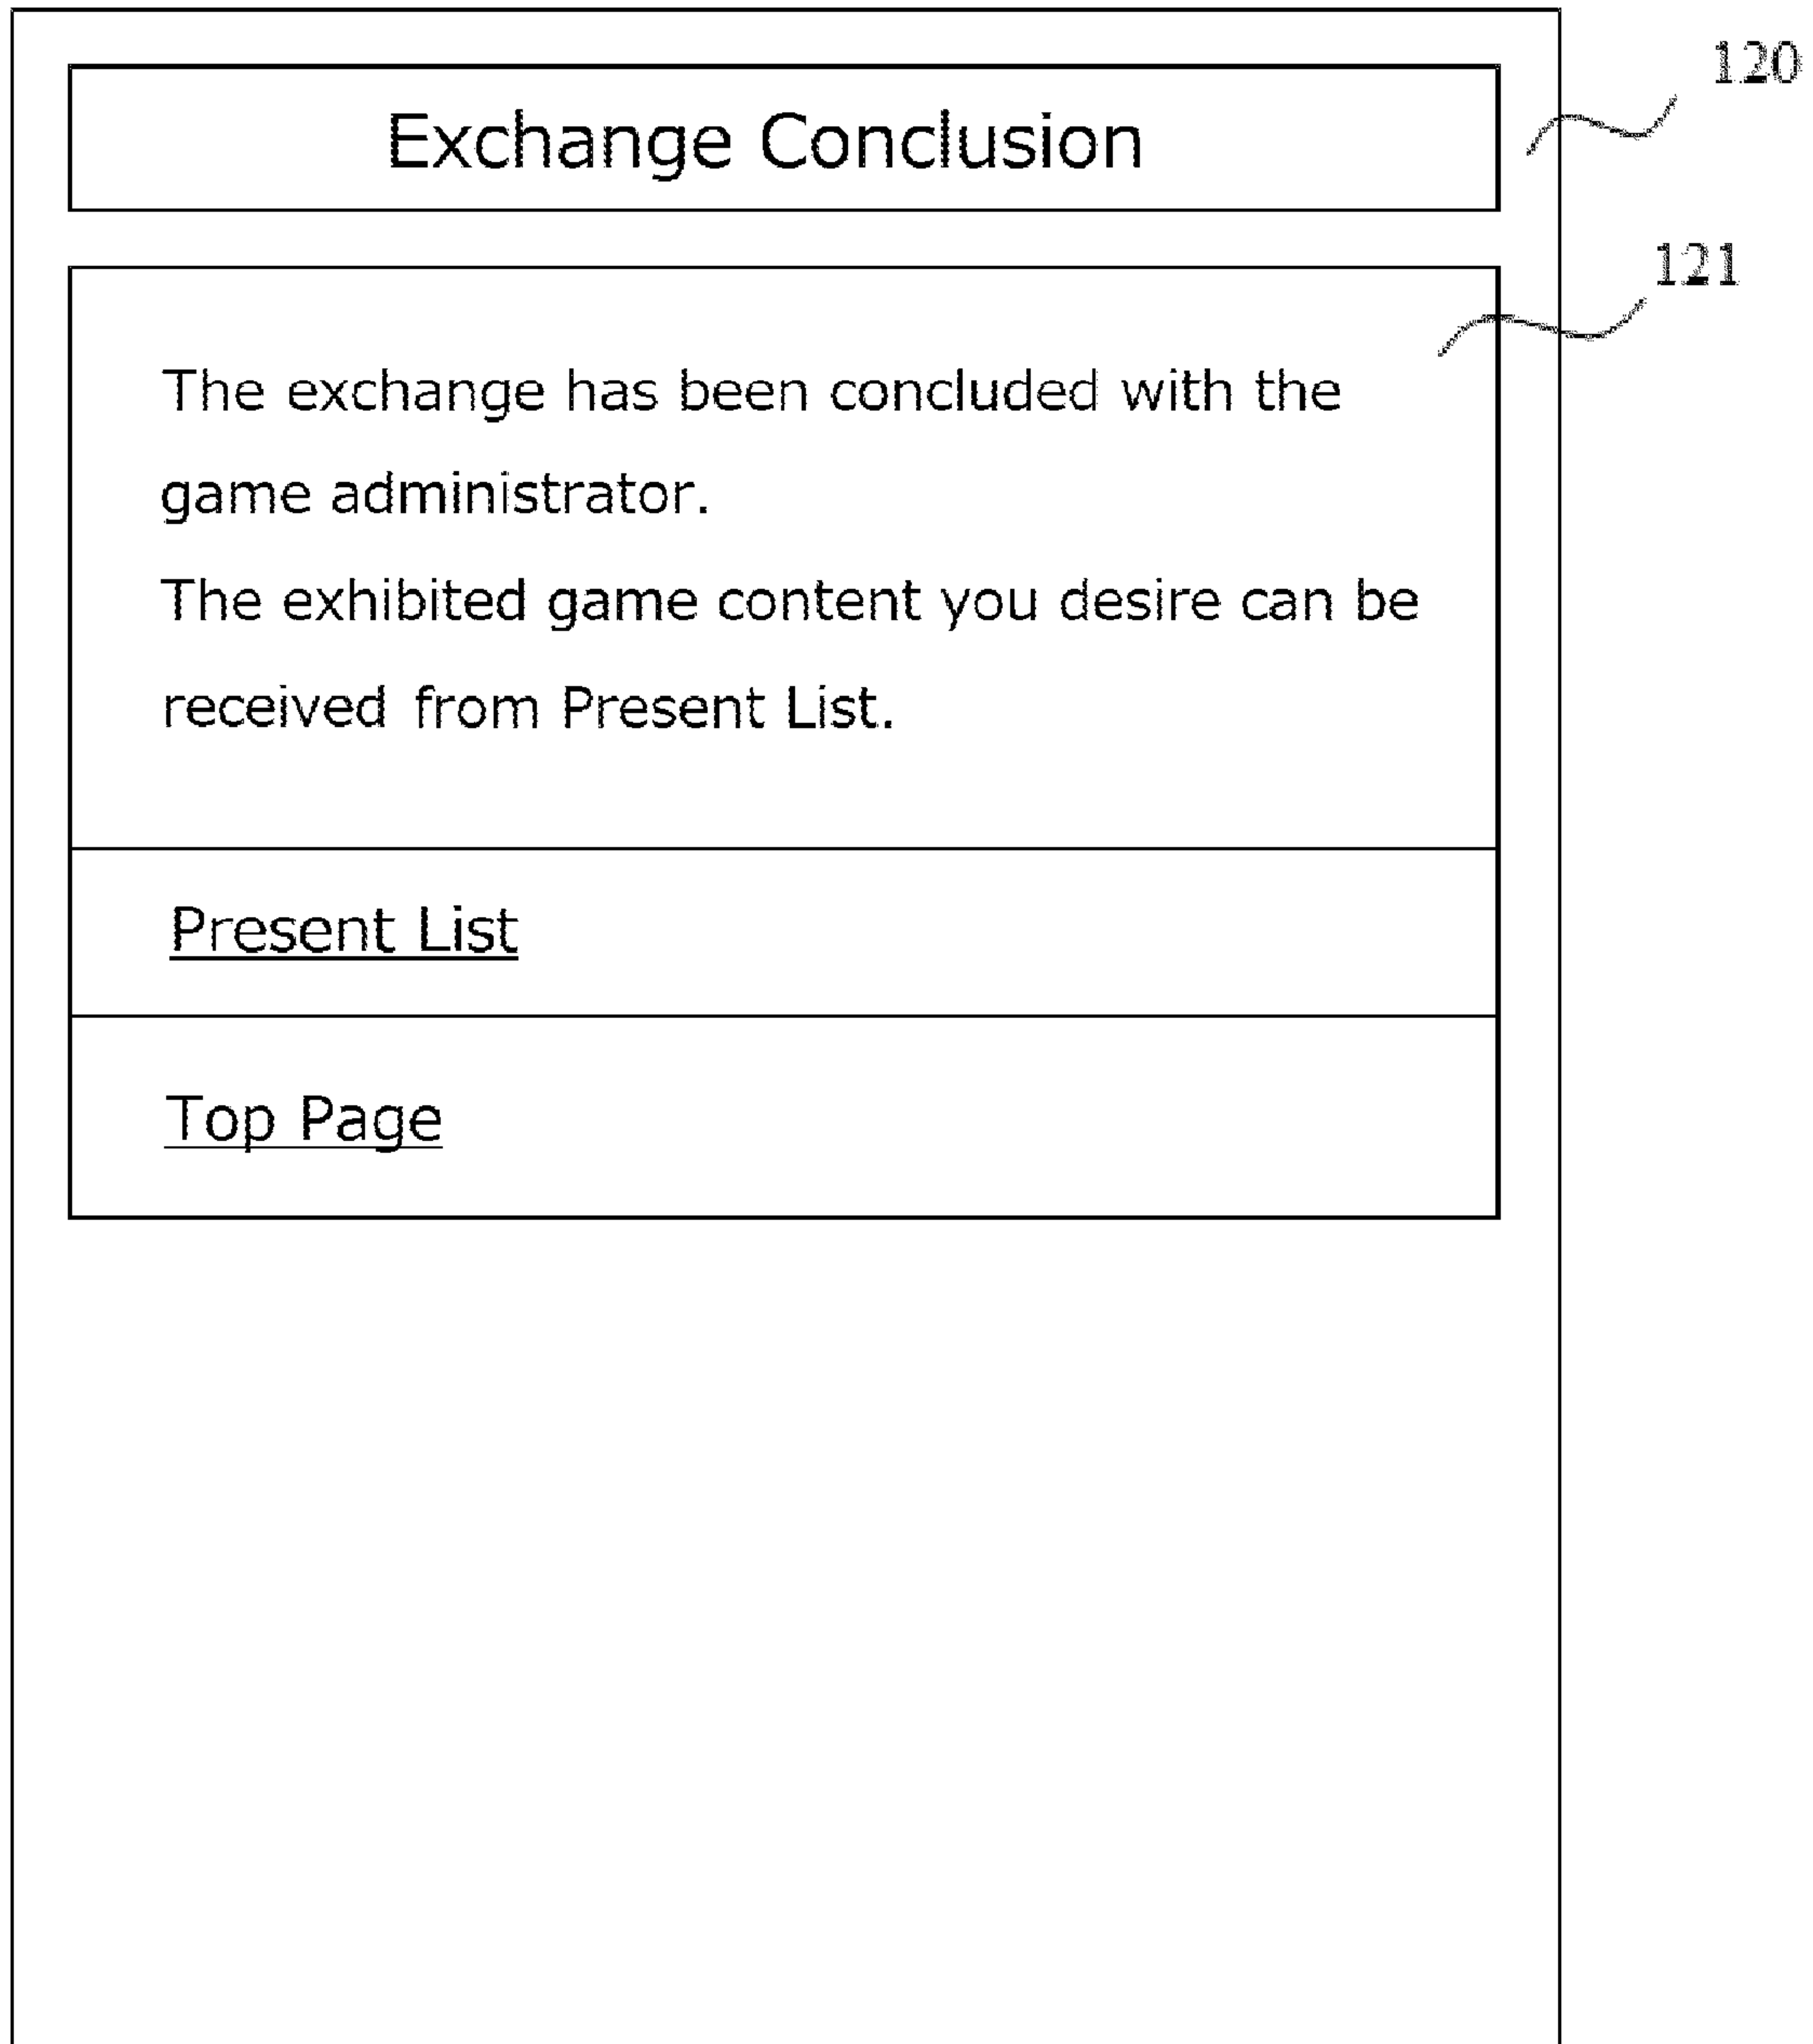 120
Exchange Conclusion
121
The exchange has been concluded with the
game administrator.
The exhibited game content you desire can be
received from Present List.
Present List
Top Page